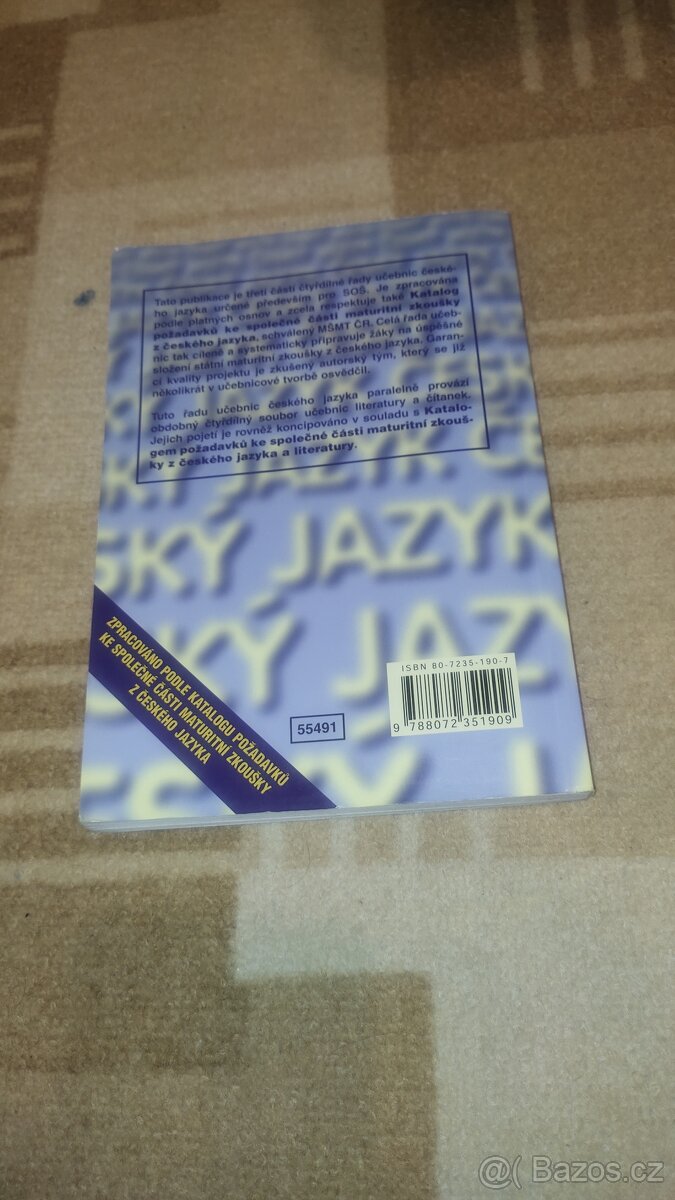 Tato publikace je třetí částí čtyřdílné řady učebnic české-
ho jazyka určené především pro SOŠ. Je zpracována
podle platných osnov a zcela respektuje také Katalog
požadavků ke společné části maturitní zkoušky
z českého jazyka, schválený MŠMT ČR. Celá řada učeb-
nic tak cíleně a systematicky připravuje žáky na úspěšné
složení státní maturitní zkoušky z českého jazyka. Garan-
cí kvality projektu je zkušený autorský tým, který se již
několikrát v učebnicové tvorbě osvědčil.
Tuto řadu učebnic českého jazyka paralelně provází
obdobný čtyřdílný soubor učebnic literatury a čítanek.
Jejich pojetí je rovněž koncipováno v souladu s Katalo-
gem požadavků ke společné části maturitní zkouš-
ky z českého jazyka a literatury.
KÝ JAZYK ČES
SKÝ JAZYK
SKÝ JAZY
ZPRACOVÁNO PODLE KATALOGU POŽADAVKŮ
KE SPOLEČNÉ ČÁSTI MATURITNÍ ZKOUŠKY
Z ČESKÉHO JAZYKA
55491
ISBN 80-7235-190-7
9 788072 351909
@( Bazos.cz